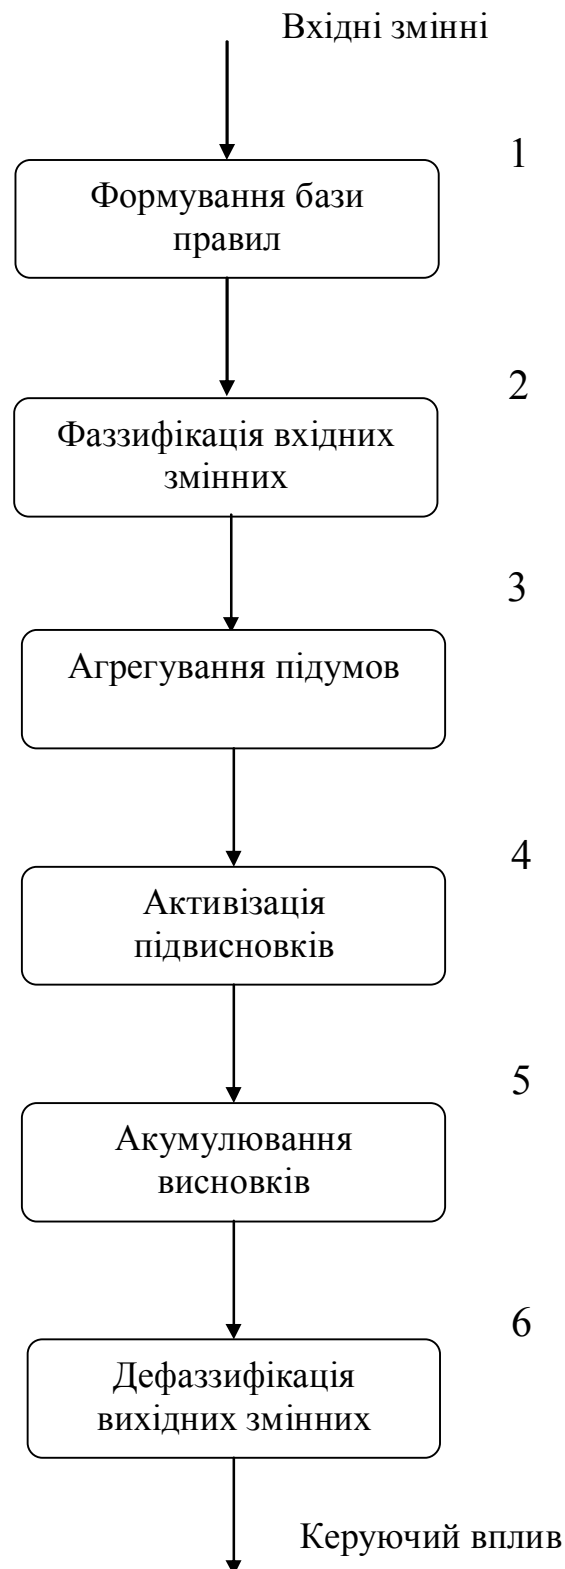 Вхідні змінні
1
Формування бази
правил
2
Фаззифікація вхідних
змінних
3
Агрегування підумов
4
Активізація
підвисновків
5
Акумулювання
висновків
6
Дефаззифікація
вихідних змінних
Керуючий вплив